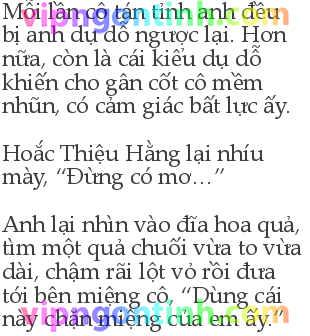 Mỗi lần cô tán tỉnh anh đều
bị anh dụ dỗ ngược lại. Hơn
nữa, còn là cái kiểu dụ dỗ
khiến cho gân cốt cô mềm
nhũn, có cảm giác bất lực ấy.

Hoắc Thiệu Hằng lại nhíu
mày, “Đừng có mơ...”

Anh lại nhìn vào đĩa hoa quả,
tìm một quả chuối vừa to vừa
dài, chậm rãi lột vỏ rồi đưa
tới bên miệng cô, “Dùng cái
này chặn miệng của em ấy.”
vipngontinh.com
vipngontinh.com